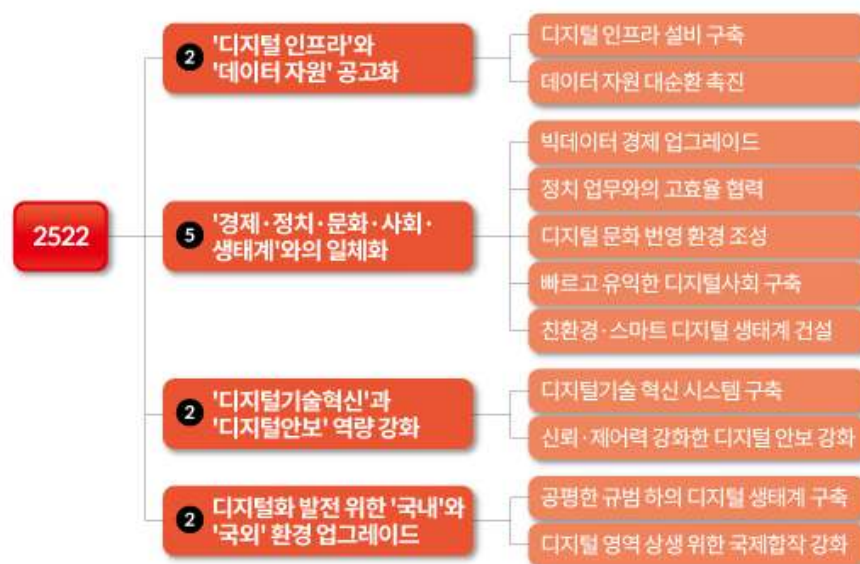 2522
2 '디지털 인프라'와
'데이터 자원' 공고화
디지털 인프라 설비 구축
데이터 자원 대순환 촉진
5 '경제·정치·문화·사회·
생태계'와의 일체화
빅데이터 경제 업그레이드
정치 업무와의 고효율 협력
디지털 문화 번영 환경 조성
빠르고 유익한 디지털사회 구축
친환경·스마트 디지털 생태계 건설
2 '디지털기술혁신'과
'디지털안보' 역량 강화
디지털기술 혁신 시스템 구축
신뢰·제어력 강화한 디지털 안보 강화
2 디지털화 발전 위한 '국내'와
'국외' 환경 업그레이드
공평한 규범 하의 디지털 생태계 구축
디지털 영역 상생 위한 국제합작 강화